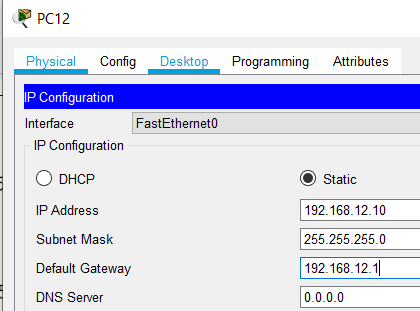 PC12
Physical Config Desktop Programming Attributes
IP Configuration
Interface FastEthernet0
IP Configuration
DHCP Static
IP Address 192.168.12.10
Subnet Mask 255.255.255.0
Default Gateway 192.168.12.1
DNS Server 0.0.0.0